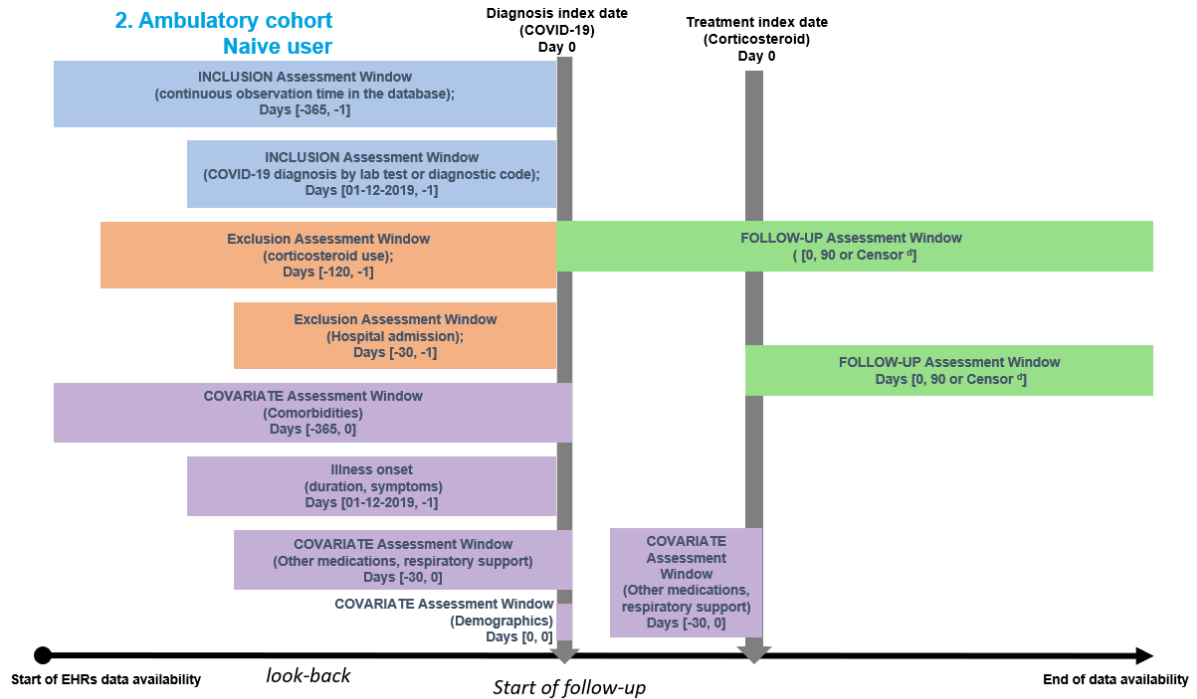 2. Ambulatory cohort
Naive user
Diagnosis index date
(COVID-19)
Day 0
Treatment index date
(Corticosteroid)
Day 0
INCLUSION Assessment Window
(continuous observation time in the database);
Days [-365, -1]
INCLUSION Assessment Window
(COVID-19 diagnosis by lab test or diagnostic code);
Days [01-12-2019, -1]
Exclusion Assessment Window
(corticosteroid use);
Days [-120, -1]
FOLLOW-UP Assessment Window
( [0, 90 or Censor ᵈ]
Exclusion Assessment Window
(Hospital admission);
Days [-30, -1]
FOLLOW-UP Assessment Window
Days [0, 90 or Censor ᵈ]
COVARIATE Assessment Window
(Comorbidities)
Days [-365, 0]
Illness onset
(duration, symptoms)
Days [01-12-2019, -1]
COVARIATE Assessment Window
(Other medications, respiratory support)
Days [-30, 0]
COVARIATE
Assessment
Window
(Other medications,
respiratory support)
Days [-30, 0]
COVARIATE Assessment Window
(Demographics)
Days [0, 0]
Start of EHRs data availability
look-back
Start of follow-up
End of data availability